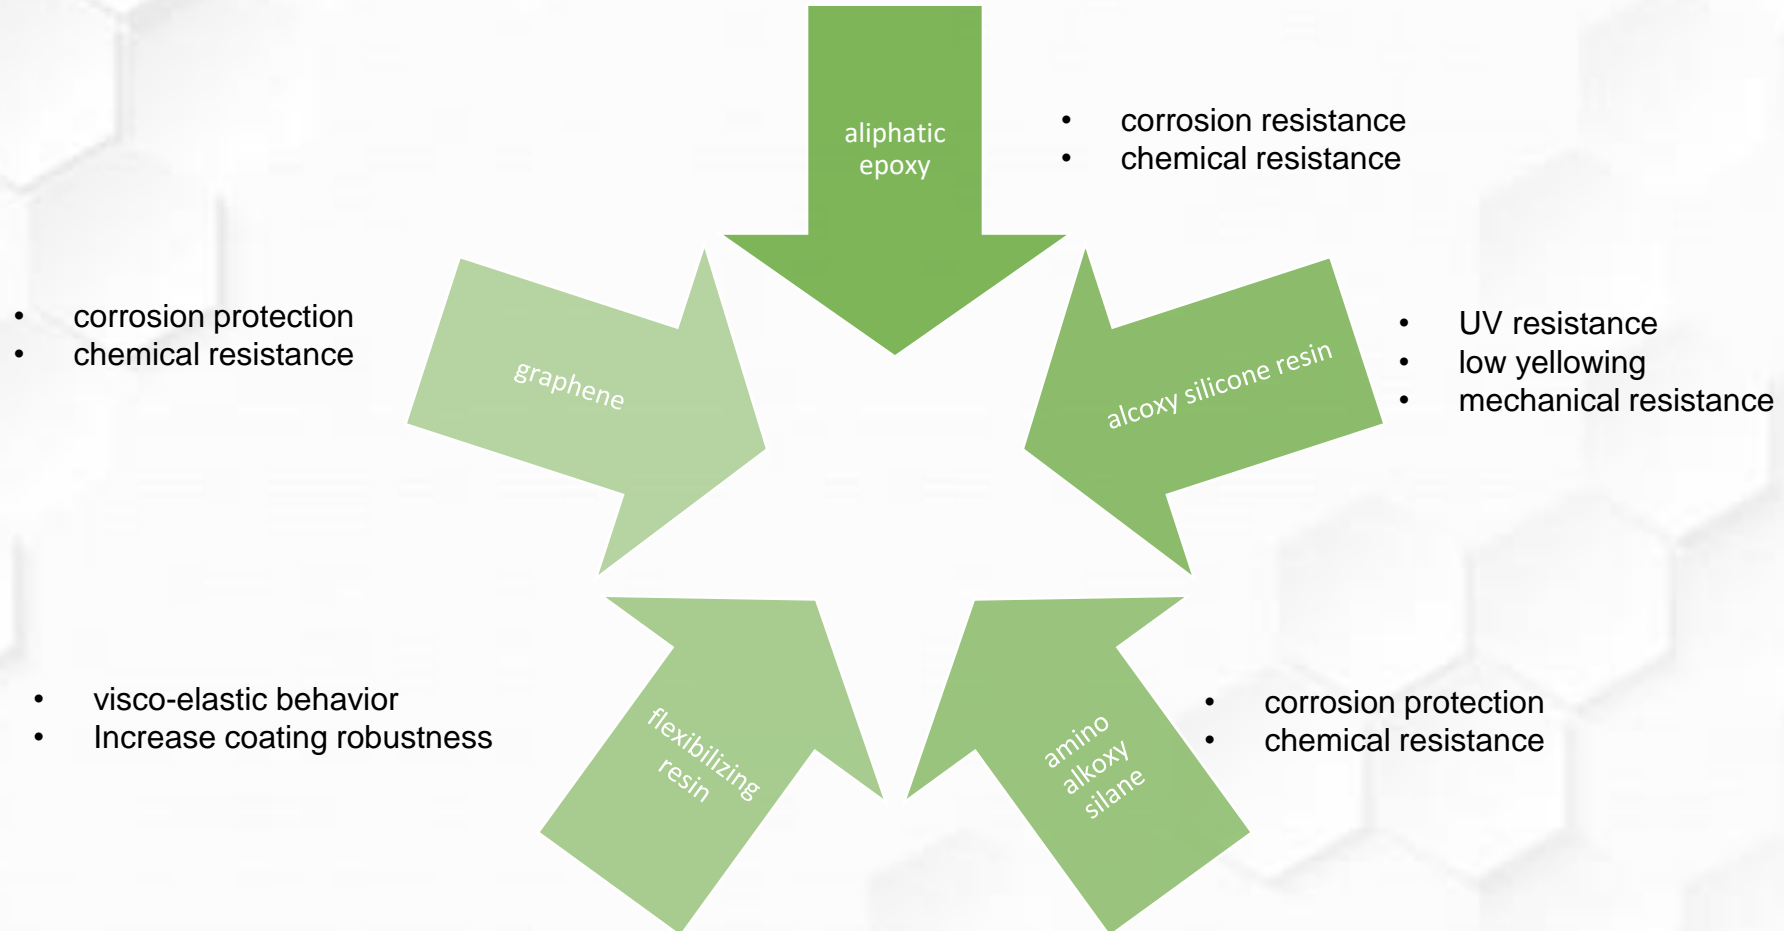 aliphatic
epoxy
• corrosion resistance
• chemical resistance
alcoxy silicone resin
• UV resistance
• low yellowing
• mechanical resistance
amino
alkoxy
silane
• corrosion protection
• chemical resistance
flexibilizing
resin
• visco-elastic behavior
• Increase coating robustness
graphene
• corrosion protection
• chemical resistance